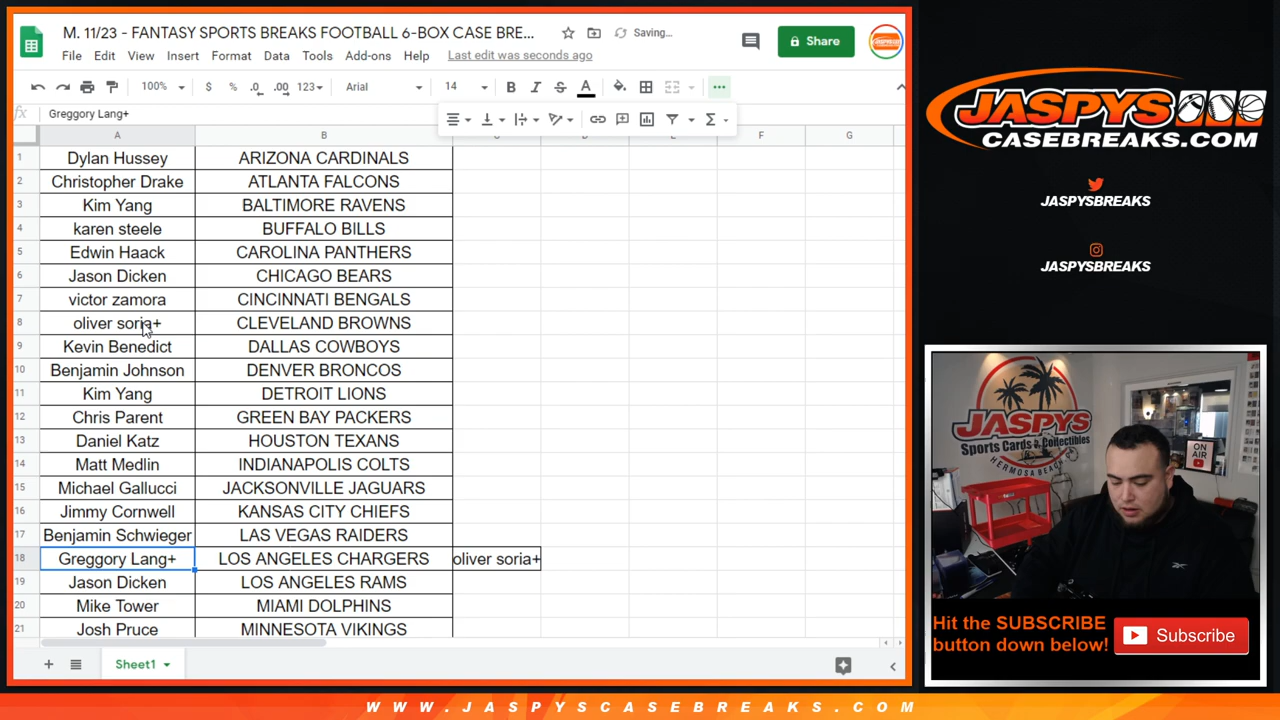 M. 11/23 - FANTASY SPORTS BREAKS FOOTBALL 6-BOX CASE BRE...
Saving...
Share
File Edit View Insert Format Data Tools Add-ons Help Last edit was seconds ago
100% $ % .0 .00 123 Arial 14 B I S A
fx Greggory Lang+
A B F G
1 Dylan Hussey ARIZONA CARDINALS
2 Christopher Drake ATLANTA FALCONS
3 Kim Yang BALTIMORE RAVENS
4 karen steele BUFFALO BILLS
5 Edwin Haack CAROLINA PANTHERS
6 Jason Dicken CHICAGO BEARS
7 victor zamora CINCINNATI BENGALS
8 oliver soria+ CLEVELAND BROWNS
9 Kevin Benedict DALLAS COWBOYS
10 Benjamin Johnson DENVER BRONCOS
11 Kim Yang DETROIT LIONS
12 Chris Parent GREEN BAY PACKERS
13 Daniel Katz HOUSTON TEXANS
14 Matt Medlin INDIANAPOLIS COLTS
15 Michael Gallucci JACKSONVILLE JAGUARS
16 Jimmy Cornwell KANSAS CITY CHIEFS
17 Benjamin Schwieger LAS VEGAS RAIDERS
18 Greggory Lang+ LOS ANGELES CHARGERS oliver soria+
19 Jason Dicken LOS ANGELES RAMS
20 Mike Tower MIAMI DOLPHINS
21 Josh Pruce MINNESOTA VIKINGS
Sheet1
JASPYS
CASEBREAKS.COM
JASPYSBREAKS
JASPYSBREAKS
JASPYS
Sports Cards & Collectibles
HERMOSA BEACH
ON AIR
Hit the SUBSCRIBE
button down below!
Subscribe
WWW.JASPYSCASEBREAKS.COM